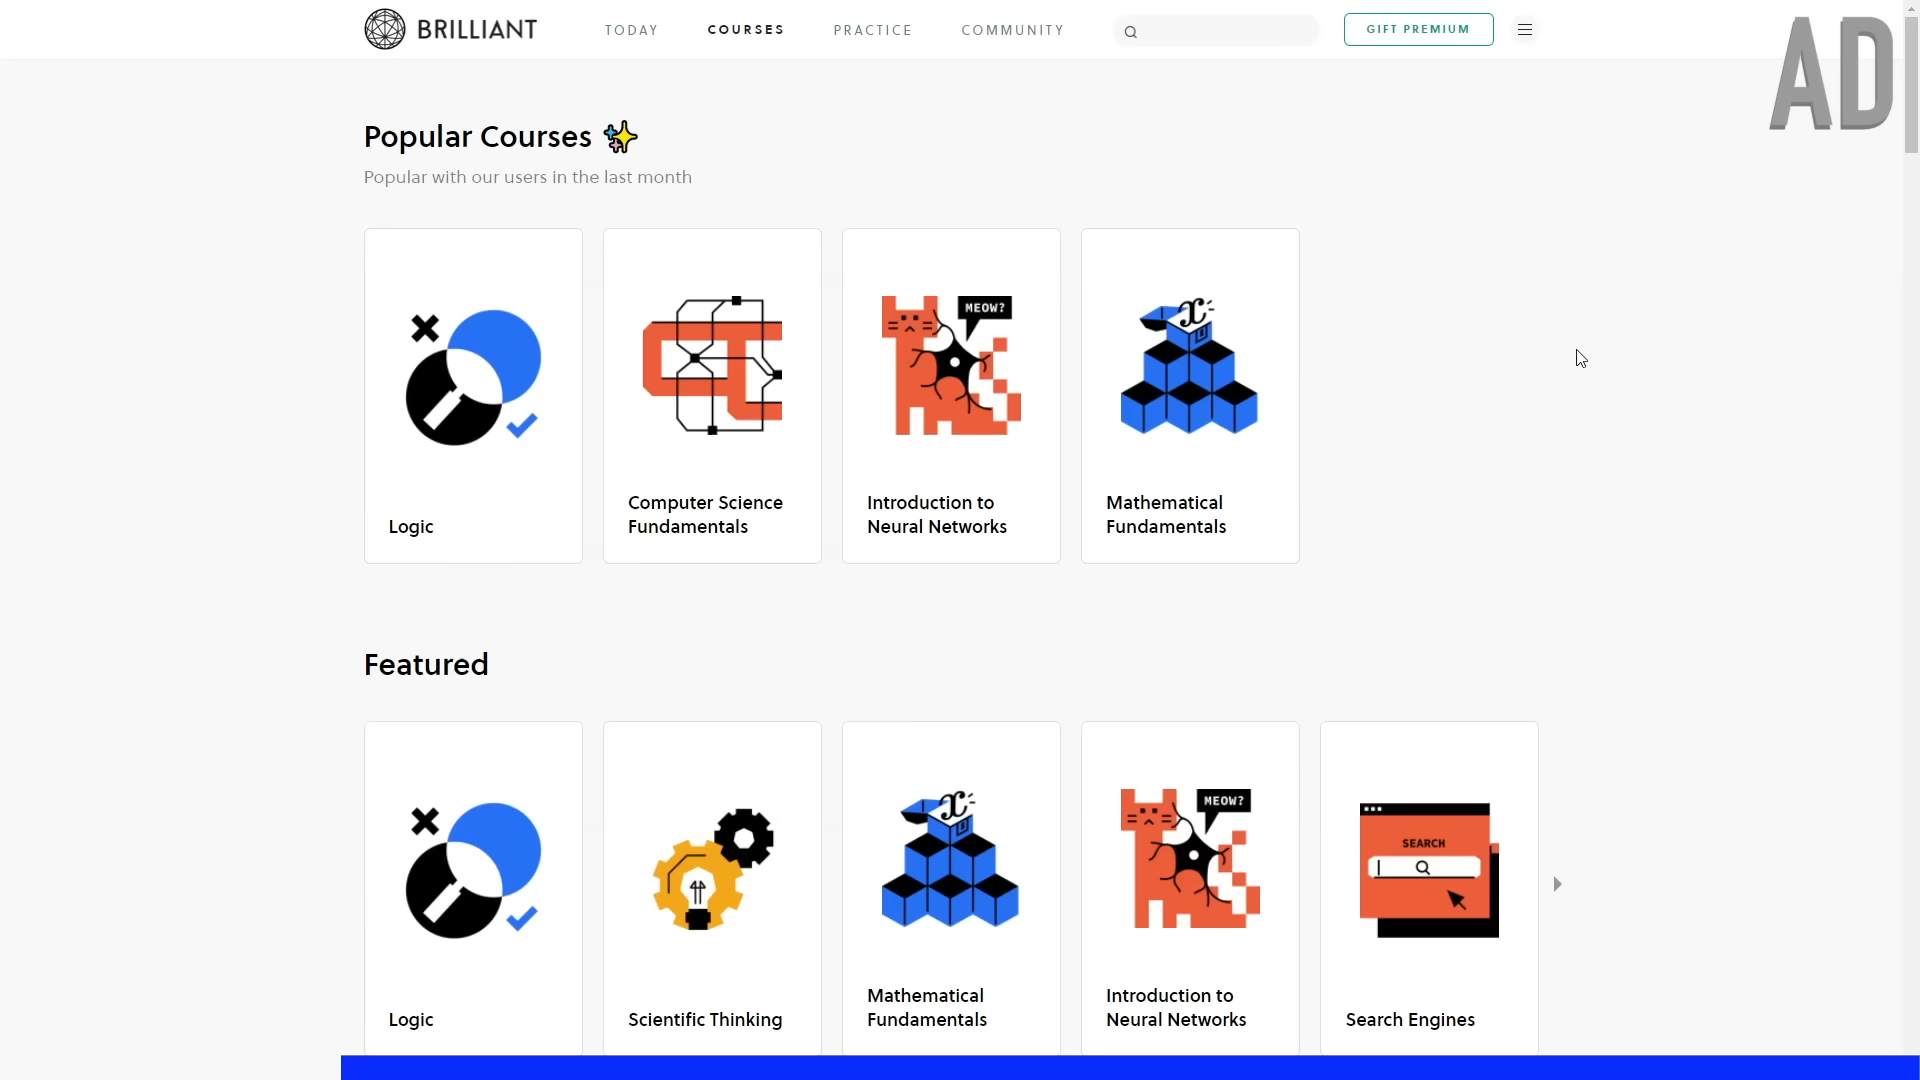 BRILLIANT
TODAY
COURSES
PRACTICE
COMMUNITY
GIFT PREMIUM
AD
Popular Courses
Popular with our users in the last month
MEOW?
x
Logic
Computer Science
Fundamentals
Introduction to
Neural Networks
Mathematical
Fundamentals
Featured
x
MEOW?
SEARCH
Logic
Scientific Thinking
Mathematical
Fundamentals
Introduction to
Neural Networks
Search Engines